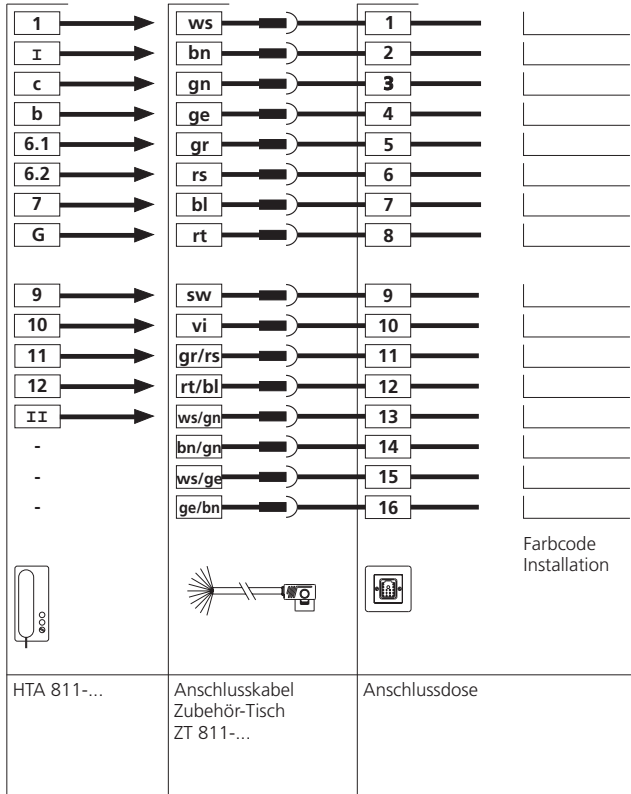 1 ws 1
I bn 2
c gn 3
b ge 4
6.1 gr 5
6.2 rs 6
7 bl 7
G rt 8
9 sw 9
10 vi 10
11 gr/rs 11
12 rt/bl 12
II ws/gn 13
- bn/gn 14
- ws/ge 15
- ge/bn 16
Farbcode
Installation
HTA 811-...
Anschlusskabel
Zubehör-Tisch
ZT 811-...
Anschlussdose